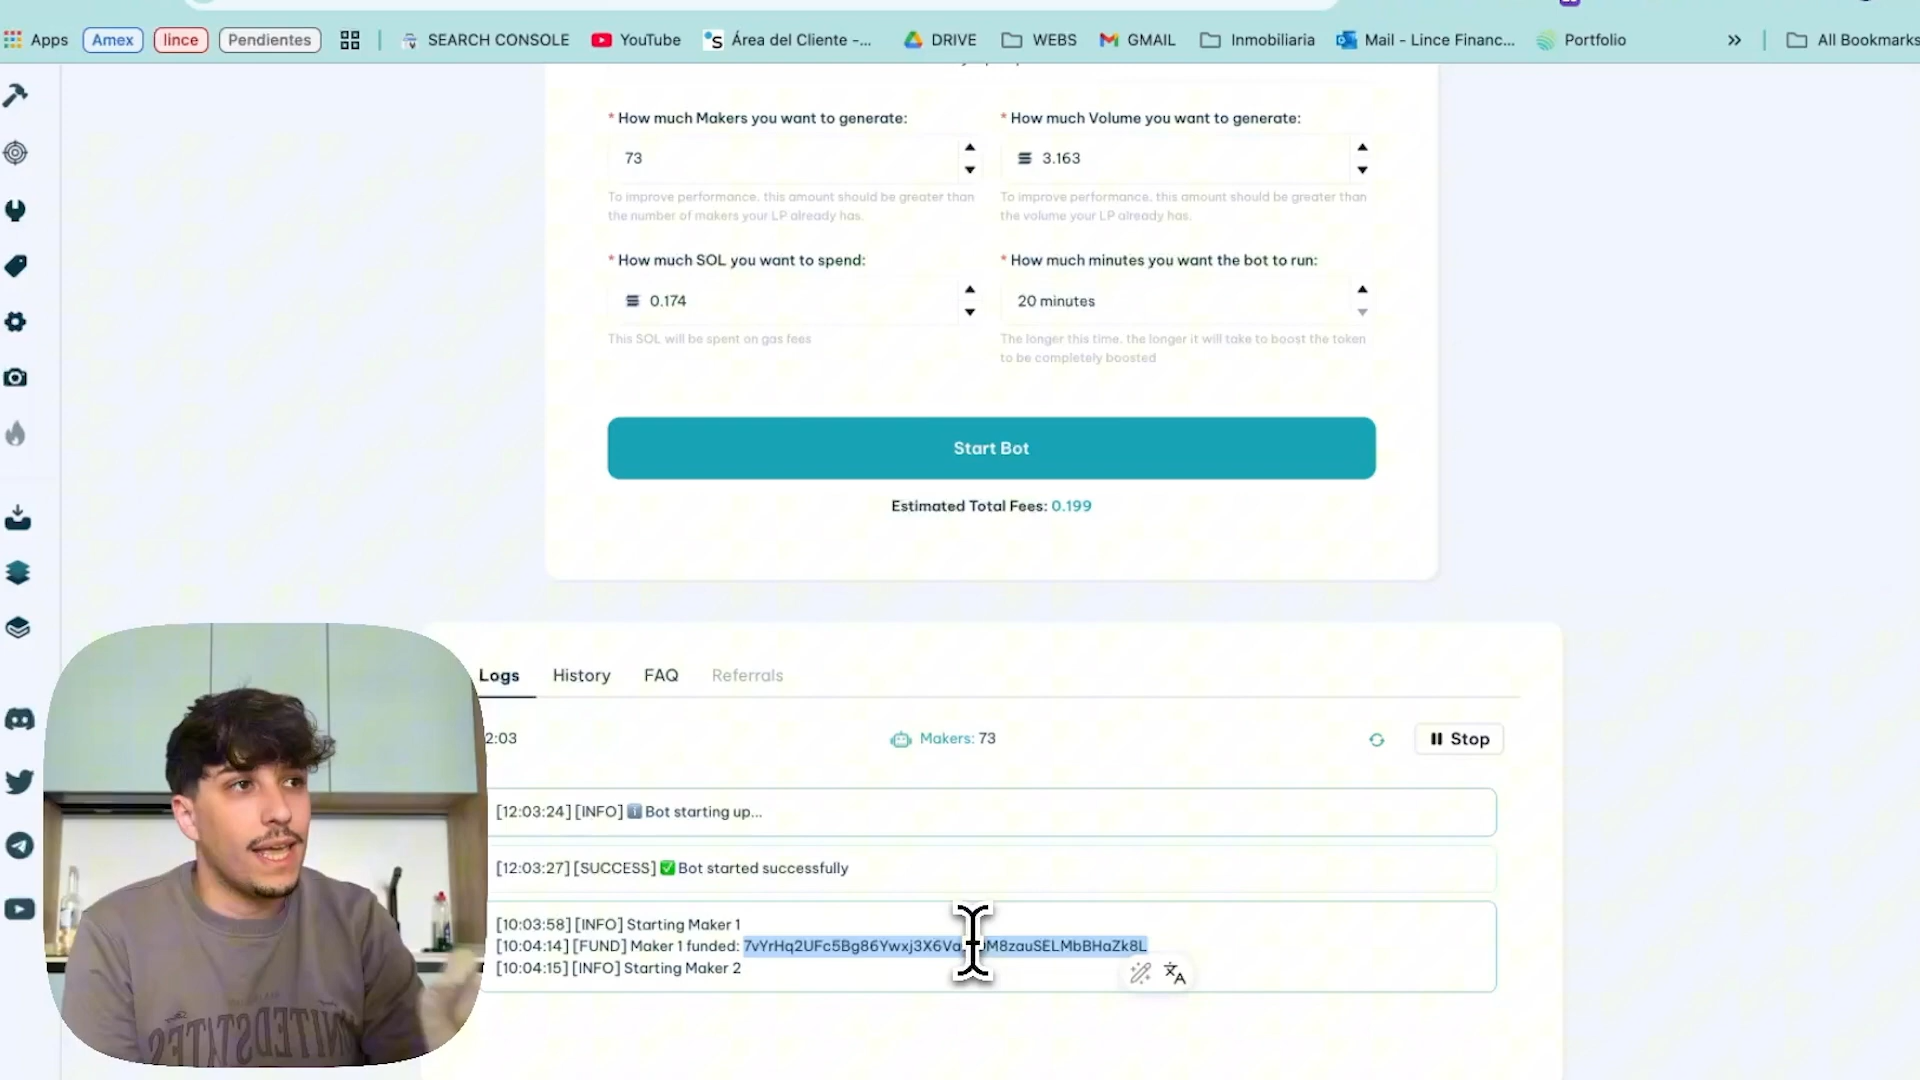 Apps Amex lince Pendientes SEARCH CONSOLE YouTube Área del Cliente -... DRIVE WEBS GMAIL Inmobiliaria Mail - Lince Financ... Portfolio » All Bookmarks
* How much Makers you want to generate:
73
To improve performance, this amount should be greater than
the number of makers your LP already has.
* How much Volume you want to generate:
3.163
To improve performance, this amount should be greater than
the volume your LP already has.
* How much SOL you want to spend:
0.174
This SOL will be spent on gas fees
* How much minutes you want the bot to run:
20 minutes
The longer this time, the longer it will take to boost the token
to be completely boosted
Start Bot
Estimated Total Fees: 0.199
Logs History FAQ Referrals
2:03 Makers: 73 Stop
[12:03:24] [INFO] Bot starting up...
[12:03:27] [SUCCESS] Bot started successfully
[10:03:58] [INFO] Starting Maker 1
[10:04:14] [FUND] Maker 1 funded:
[10:04:15] [INFO] Starting Maker 2
UNITED STATES